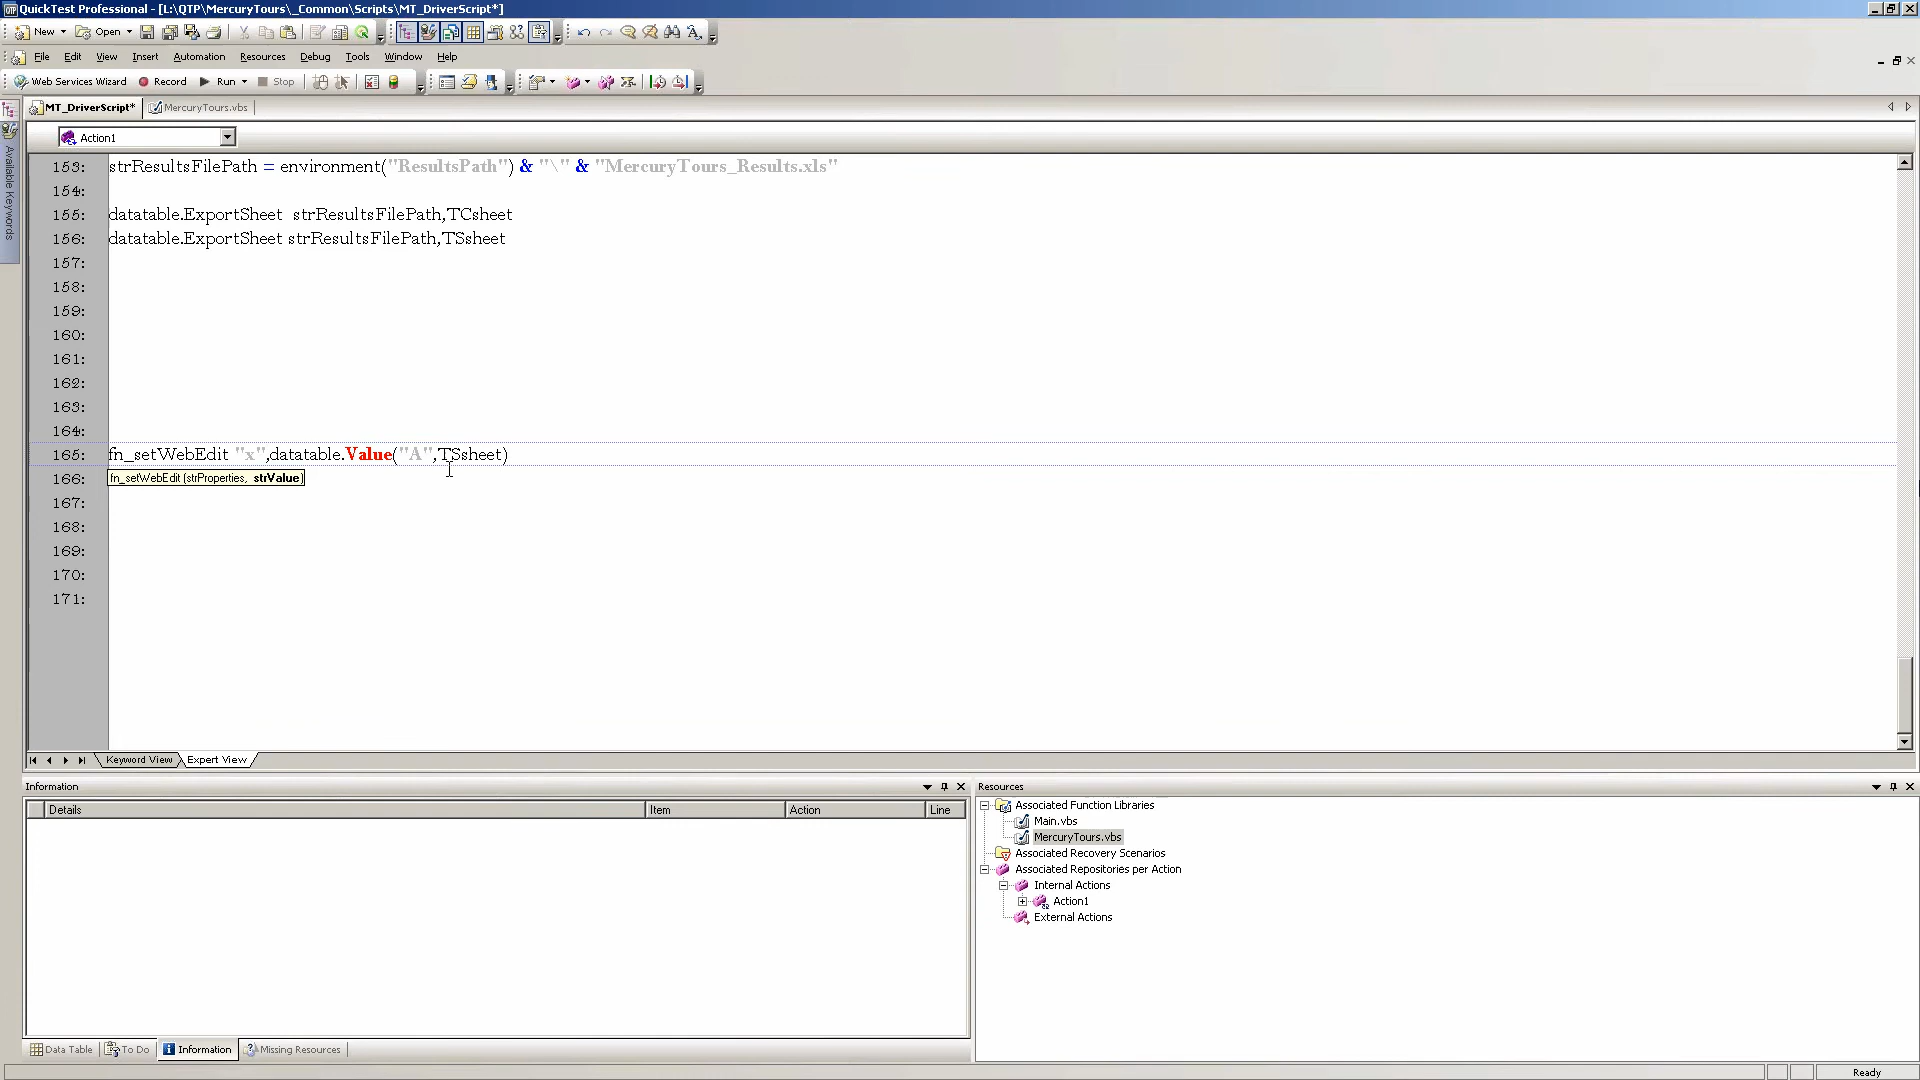 QuickTest Professional - [L:\QTP\MercuryTours\_Common\Scripts\MT_DriverScript*]
New Open
File Edit View Insert Automation Resources Debug Tools Window Help
Web Services Wizard Record Run Stop
MT_DriverScript* MercuryTours.vbs
Action1
Available Keywords
153: strResultsFilePath = environment("ResultsPath") & "\" & "MercuryTours_Results.xls"
154:
155: datatable.ExportSheet  strResultsFilePath,TCsheet
156: datatable.ExportSheet strResultsFilePath,TSsheet
157:
158:
159:
160:
161:
162:
163:
164:
165: fn_setWebEdit "x",datatable.Value("A",TSsheet)
166: fn_setWebEdit (strProperties, strValue)
167:
168:
169:
170:
171:
Keyword View Expert View
Information
Details Item Action Line
Data Table To Do Information Missing Resources
Resources
Associated Function Libraries
Main.vbs
MercuryTours.vbs
Associated Recovery Scenarios
Associated Repositories per Action
Internal Actions
Action1
External Actions
Ready